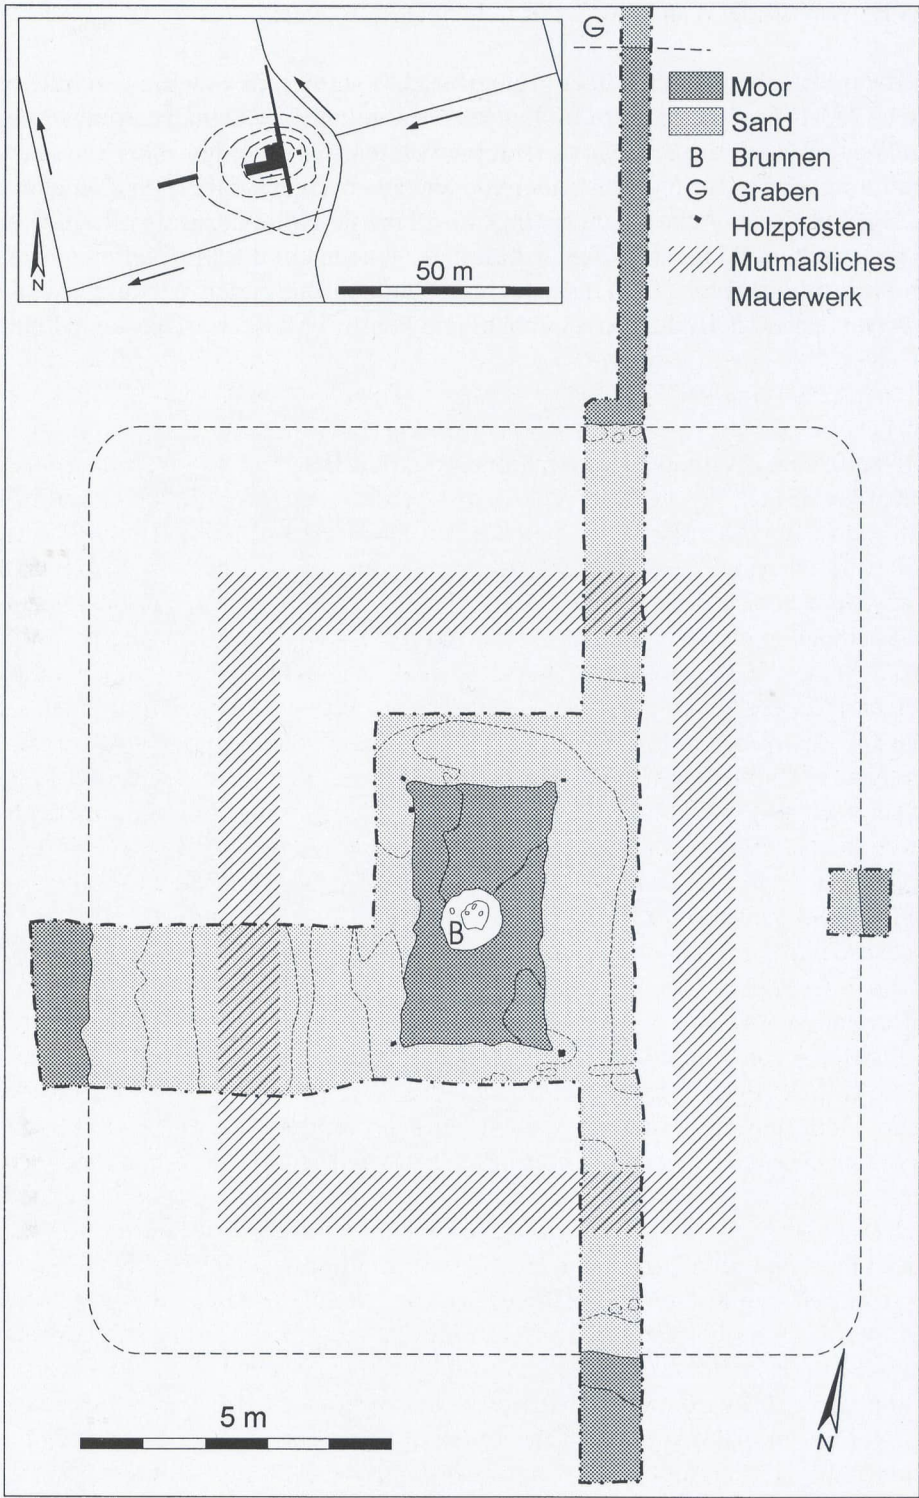 N
50 m
G
Moor
Sand
B Brunnen
G Graben
Holzpfosten
Mutmaßliches
Mauerwerk
B
5 m
N